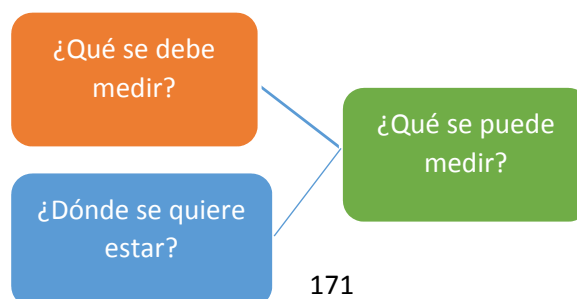 ¿Qué se debe
medir?
¿Qué se puede
medir?
¿Dónde se quiere
estar?
171